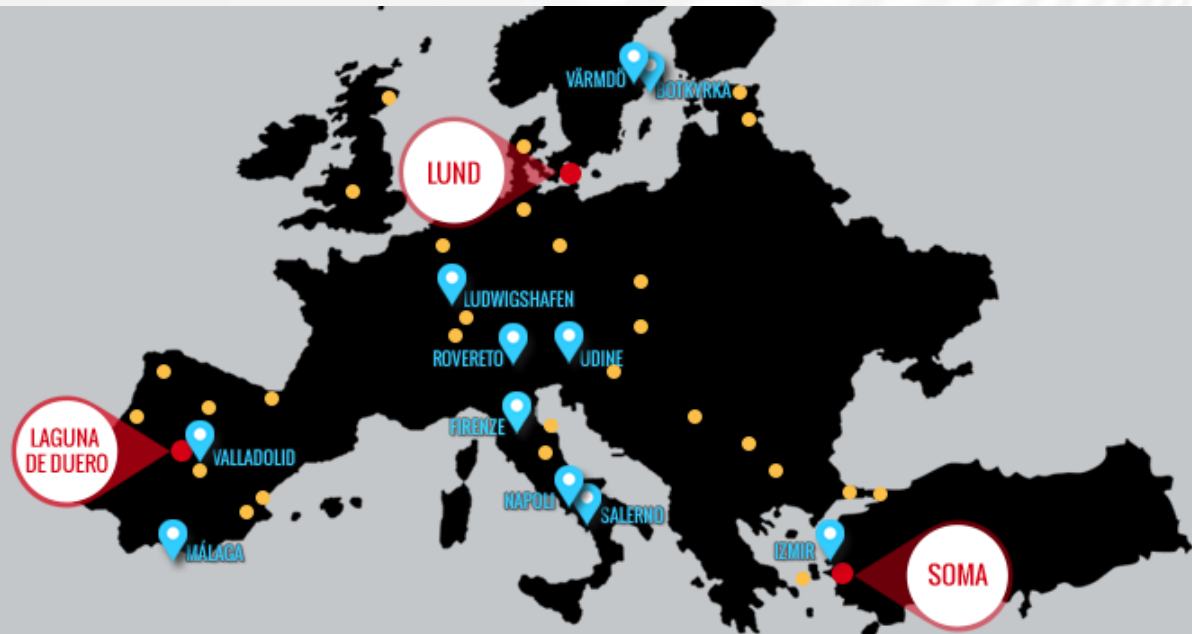 VÄRMDÖ
BOTKYRKA
LUND
LUDWIGSHAFEN
ROVERETO
UDINE
FIRENZE
LAGUNA
DE DUERO
VALLADOLID
NAPOLI
SALERNO
MÁLAGA
IZMIR
SOMA